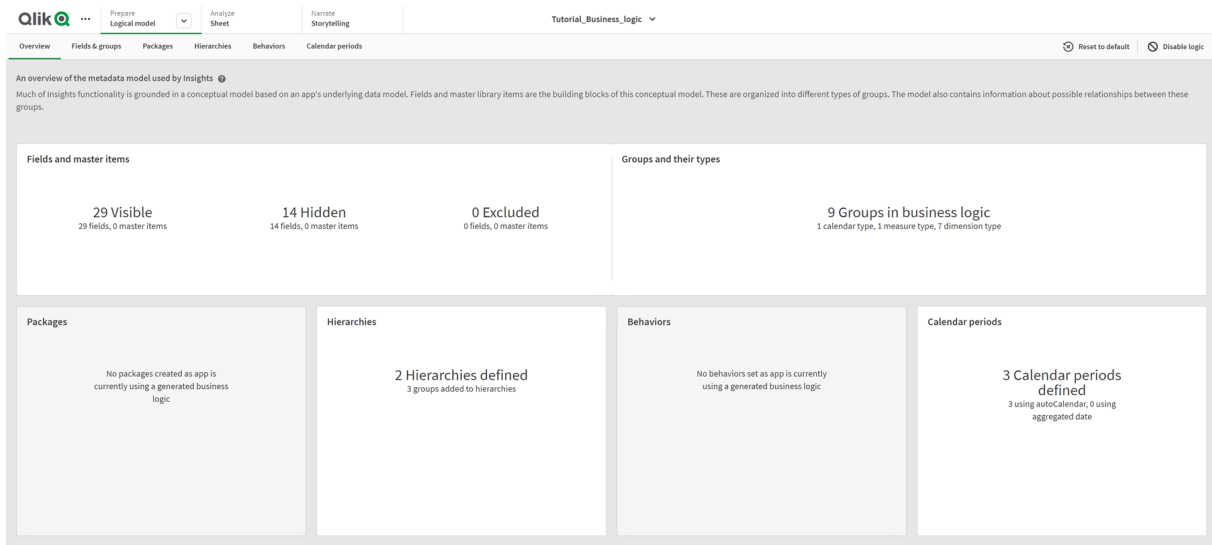 Qlik
Prepare
Logical model
Analyze
Sheet
Narrate
Storytelling
Tutorial_Business_logic
Overview
Fields & groups
Packages
Hierarchies
Behaviors
Calendar periods
Reset to default
Disable logic
An overview of the metadata model used by Insights
Much of Insights functionality is grounded in a conceptual model based on an app's underlying data model. Fields and master library items are the building blocks of this conceptual model. These are organized into different types of groups. The model also contains information about possible relationships between these
groups.
Fields and master items
29 Visible
29 fields, 0 master items
14 Hidden
14 fields, 0 master items
0 Excluded
0 fields, 0 master items
Groups and their types
9 Groups in business logic
1 calendar type, 1 measure type, 7 dimension type
Packages
No packages created as app is
currently using a generated business
logic
Hierarchies
2 Hierarchies defined
3 groups added to hierarchies
Behaviors
No behaviors set as app is currently
using a generated business logic
Calendar periods
3 Calendar periods
defined
3 using autoCalendar, 0 using
aggregated date